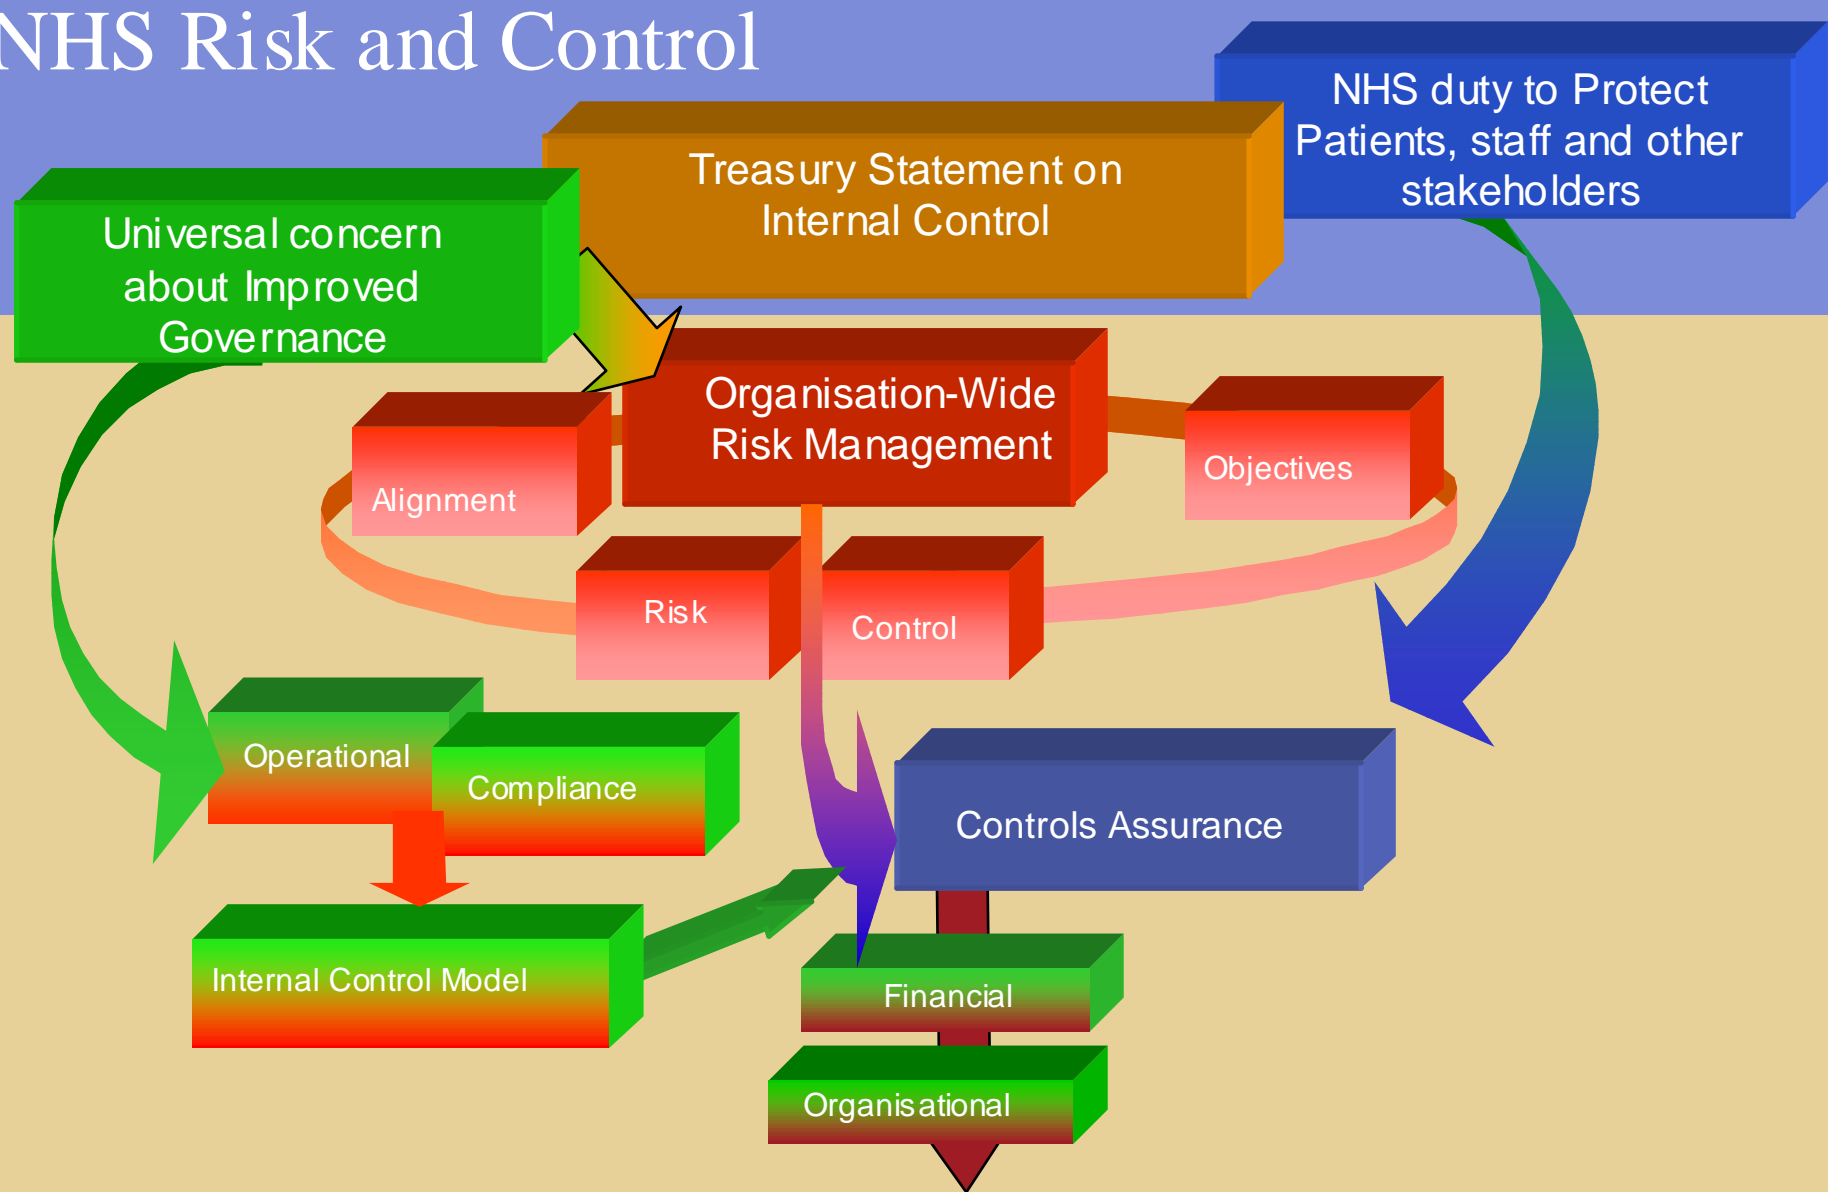 NHS Risk and Control
NHS duty to Protect
Patients, staff and other
stakeholders
Treasury Statement on
Internal Control
Universal concern
about Improved
Governance
Organisation-Wide
Risk Management
Alignment
Objectives
Risk
Control
Operational
Compliance
Controls Assurance
Internal Control Model
Financial
Organisational